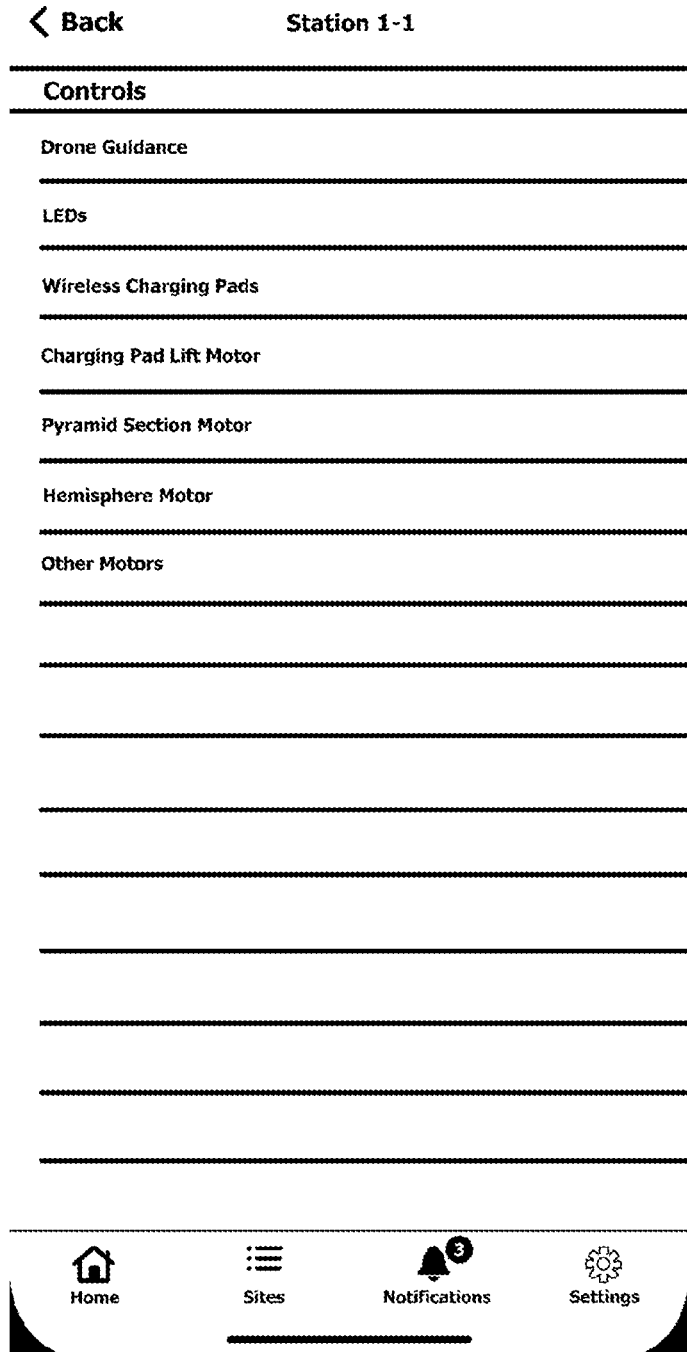 Back
Station 1-1
Controls
Drone Guidance
LEDs
Wireless Charging Pads
Charging Pad Lift Motor
Pyramid Section Motor
Hemisphere Motor
Other Motors
3
Home
Sites
Notifications
Settings